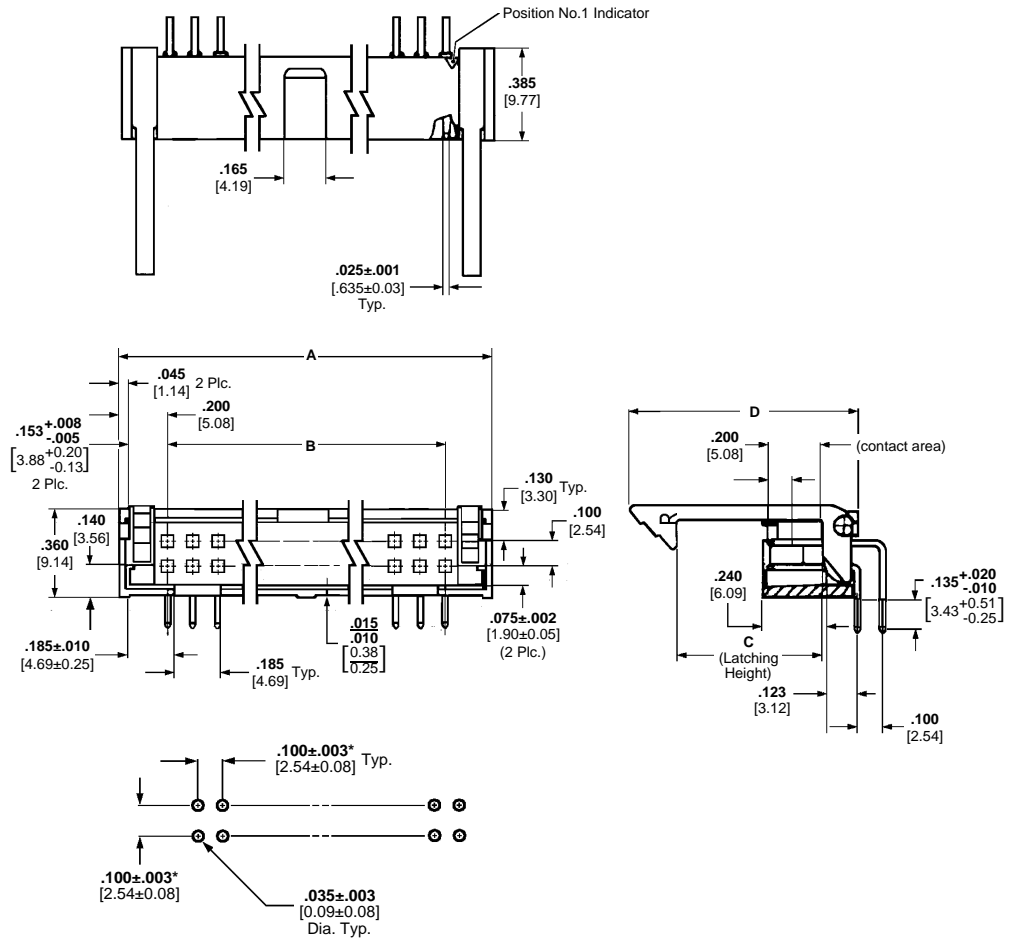 Position No.1 Indicator
.385
[9.77]
.165
[4.19]
.025±.001
[.635±0.03]
Typ.
A
.045
[1.14] 2 Plc.
.200
[5.08]
.153+.008
-.005
[3.88+0.20
-0.13]
2 Plc.
B
.130
[3.30] Typ.
.100
[2.54]
.140
[3.56]
.360
[9.14]
.185±.010
[4.69±0.25]
.185
[4.69] Typ.
.015
.010
[0.38
0.25]
.075±.002
[1.90±0.05]
(2 Plc.)
D
.200
[5.08]
(contact area)
R
.240
[6.09]
C
(Latching
Height)
.135+.020
-.010
[3.43+0.51
-0.25]
.123
[3.12]
.100
[2.54]
.100±.003*
[2.54±0.08] Typ.
.100±.003*
[2.54±0.08]
.035±.003
[0.09±0.08]
Dia. Typ.